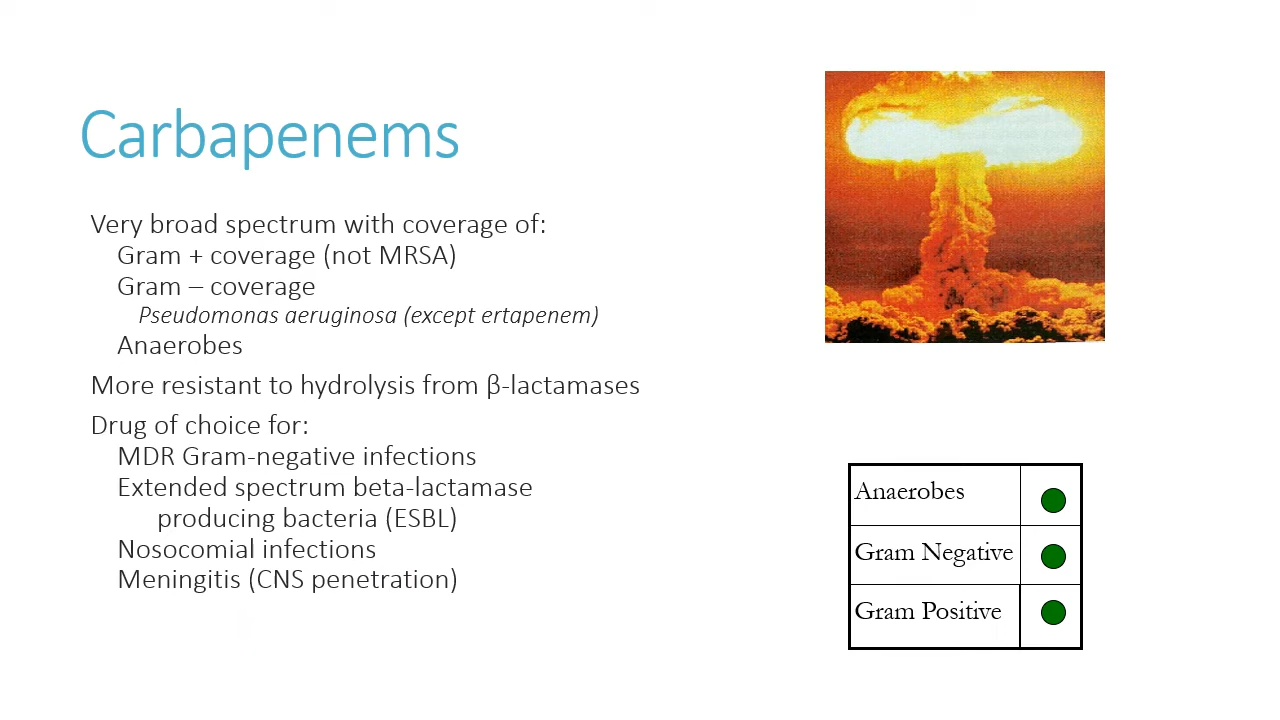 Carbapenems
Very broad spectrum with coverage of:
Gram + coverage (not MRSA)
Gram – coverage
Pseudomonas aeruginosa (except ertapenem)
Anaerobes
More resistant to hydrolysis from β-lactamases
Drug of choice for:
MDR Gram-negative infections
Extended spectrum beta-lactamase
producing bacteria (ESBL)
Nosocomial infections
Meningitis (CNS penetration)
Anaerobes
Gram Negative
Gram Positive